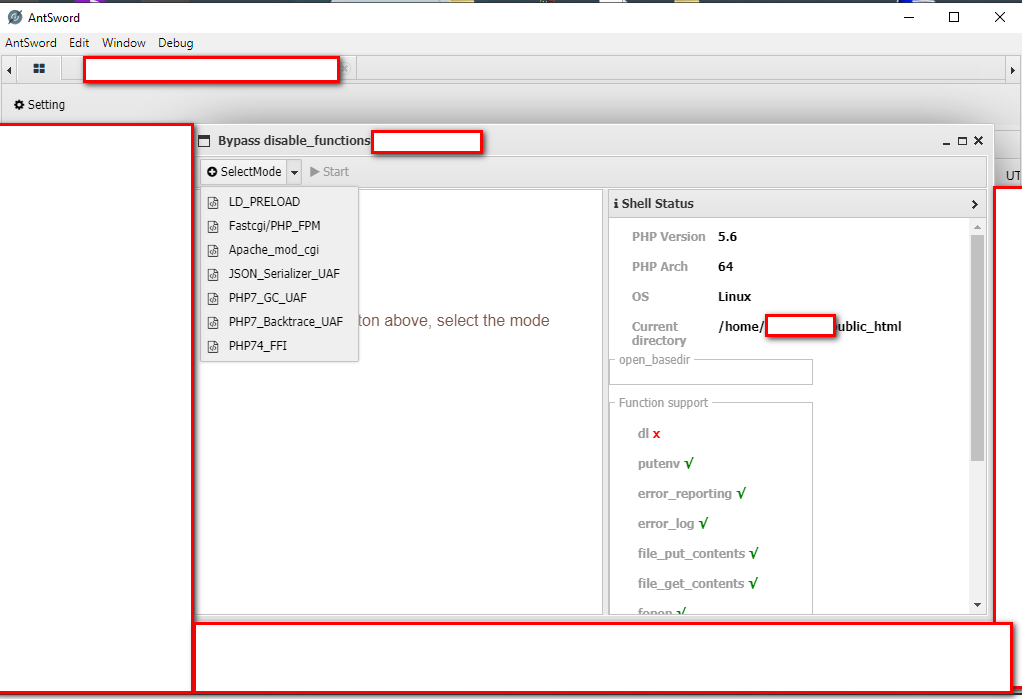 AntSword
AntSword Edit Window Debug
Setting
Bypass disable_functions
SelectMode Start
LD_PRELOAD
Fastcgi/PHP_FPM
Apache_mod_cgi
JSON_Serializer_UAF
PHP7_GC_UAF
PHP7_Backtrace_UAF
PHP74_FFI
ton above, select the mode
UT
Shell Status
PHP Version 5.6
PHP Arch 64
OS Linux
Current directory /home/ ublic_html
open_basedir
Function support
dl x
putenv √
error_reporting √
error_log √
file_put_contents √
file_get_contents √
fopen √